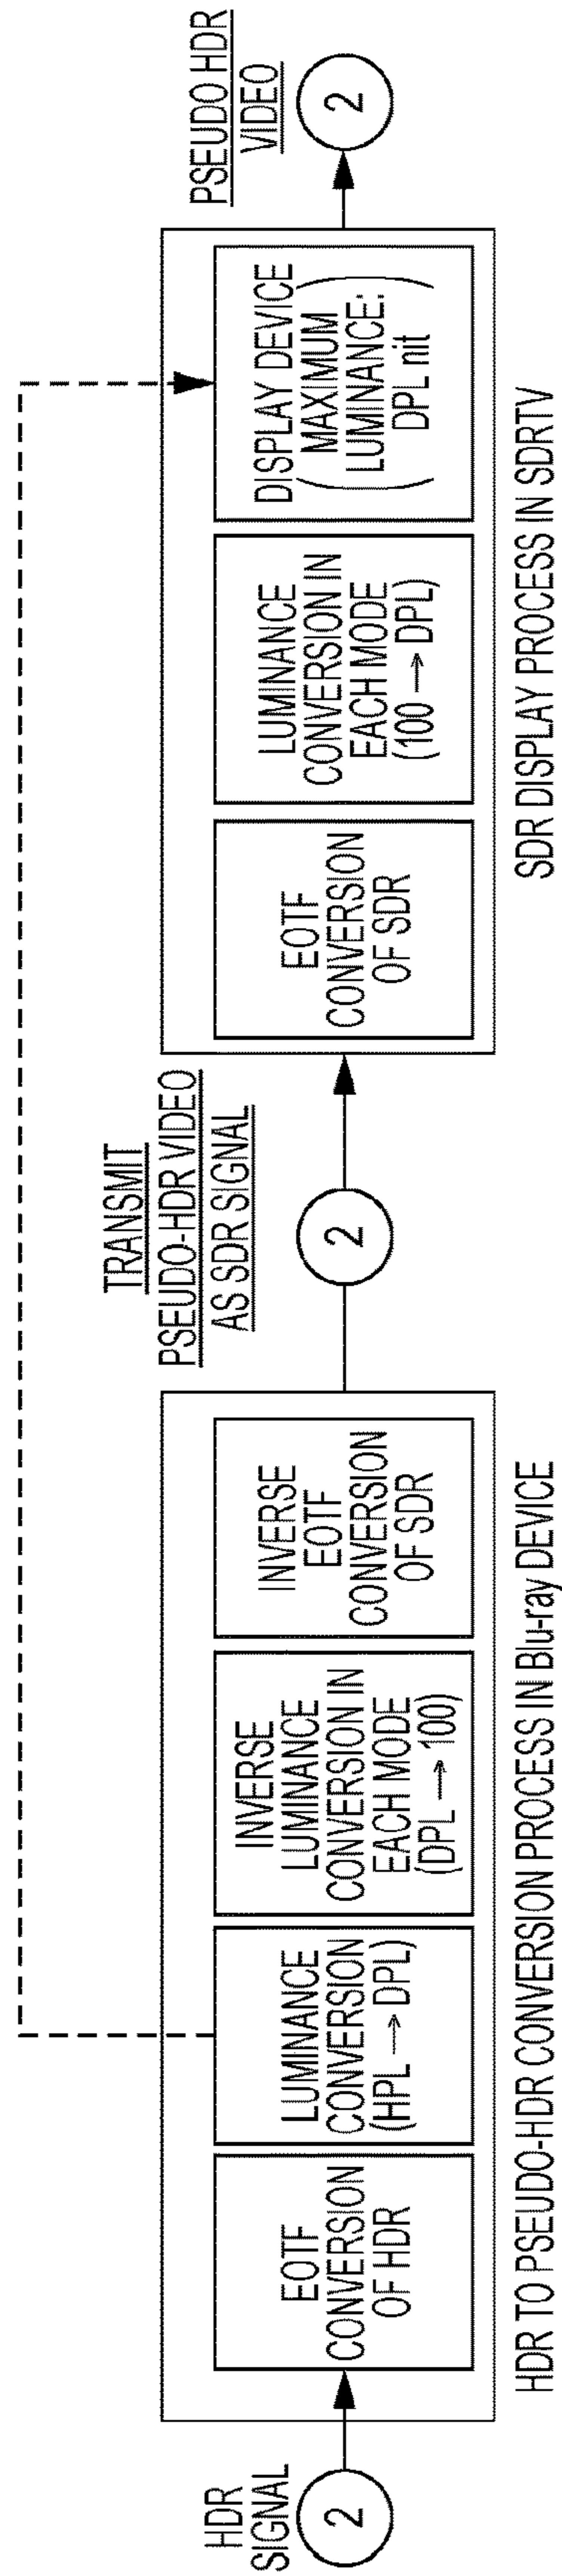 HDR
SIGNAL
2
EOTF
CONVERSION
OF HDR
LUMINANCE
CONVERSION
(HPL → DPL)
INVERSE
LUMINANCE
CONVERSION IN
EACH MODE
(DPL → 100)
INVERSE
EOTF
CONVERSION
OF SDR
HDR TO PSEUDO-HDR CONVERSION PROCESS IN Blu-ray DEVICE
TRANSMIT
PSEUDO-HDR VIDEO
AS SDR SIGNAL
2
EOTF
CONVERSION
OF SDR
LUMINANCE
CONVERSION IN
EACH MODE
(100 → DPL)
DISPLAY DEVICE
(MAXIMUM
LUMINANCE:
DPL nit)
SDR DISPLAY PROCESS IN SDRTV
PSEUDO HDR
VIDEO
2